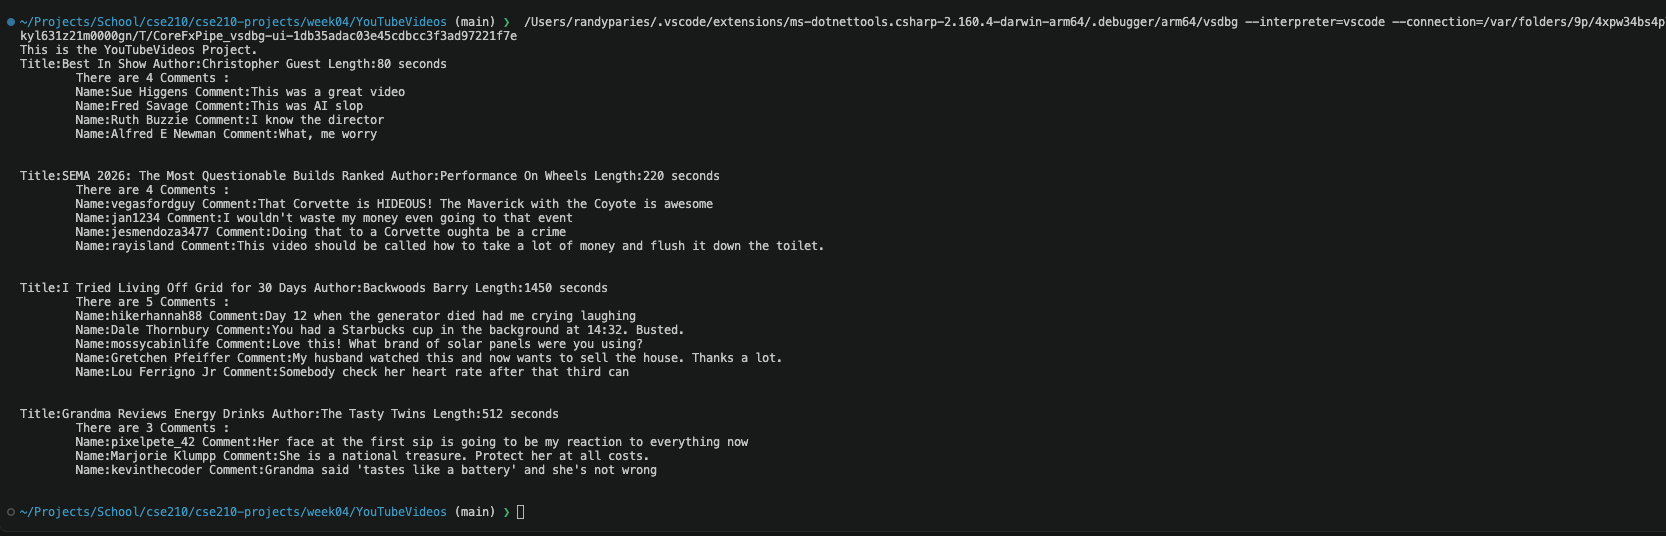 ~/Projects/School/cse210/cse210-projects/week04/YouTubeVideos (main) ❯ /Users/randyparies/.vscode/extensions/ms-dotnettools.csharp-2.160.4-darwin-arm64/.debugger/arm64/vsdbg --interpreter=vscode --connection=/var/folders/9p/4xpw34bs4p
kyl631z21m0000gn/T/CoreFxPipe_vsdbg-ui-1db35adac03e45cdbcc3f3ad97221f7e
This is the YouTubeVideos Project.
Title:Best In Show Author:Christopher Guest Length:80 seconds
There are 4 Comments :
Name:Sue Higgens Comment:This was a great video
Name:Fred Savage Comment:This was AI slop
Name:Ruth Buzzie Comment:I know the director
Name:Alfred E Newman Comment:What, me worry
Title:SEMA 2026: The Most Questionable Builds Ranked Author:Performance On Wheels Length:220 seconds
There are 4 Comments :
Name:vegasfordguy Comment:That Corvette is HIDEOUS! The Maverick with the Coyote is awesome
Name:jan1234 Comment:I wouldn't waste my money even going to that event
Name:jesmendoza3477 Comment:Doing that to a Corvette oughta be a crime
Name:rayisland Comment:This video should be called how to take a lot of money and flush it down the toilet.
Title:I Tried Living Off Grid for 30 Days Author:Backwoods Barry Length:1450 seconds
There are 5 Comments :
Name:hikerhannah88 Comment:Day 12 when the generator died had me crying laughing
Name:Dale Thornbury Comment:You had a Starbucks cup in the background at 14:32. Busted.
Name:mossycabinlife Comment:Love this! What brand of solar panels were you using?
Name:Gretchen Pfeiffer Comment:My husband watched this and now wants to sell the house. Thanks a lot.
Name:Lou Ferrigno Jr Comment:Somebody check her heart rate after that third can
Title:Grandma Reviews Energy Drinks Author:The Tasty Twins Length:512 seconds
There are 3 Comments :
Name:pixelpete_42 Comment:Her face at the first sip is going to be my reaction to everything now
Name:Marjorie Klumpp Comment:She is a national treasure. Protect her at all costs.
Name:kevinthecoder Comment:Grandma said 'tastes like a battery' and she's not wrong
~/Projects/School/cse210/cse210-projects/week04/YouTubeVideos (main) ❯